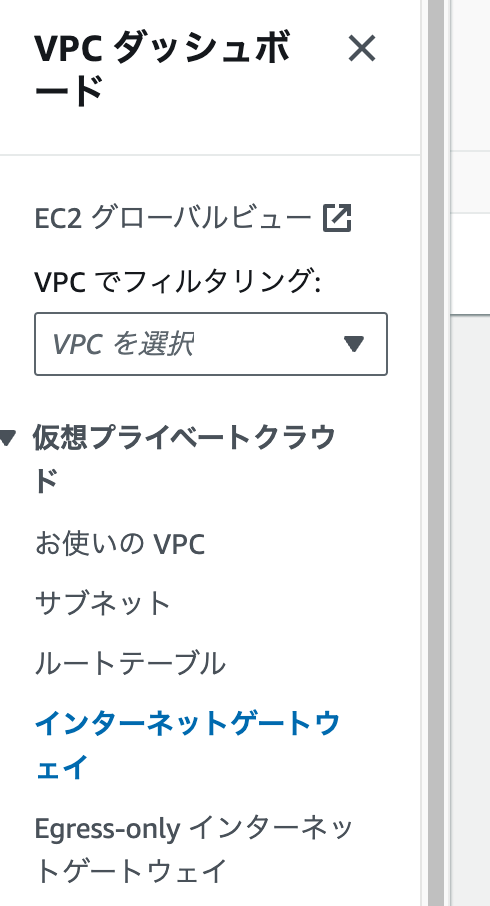 VPC ダッシュボ
ード
EC2 グローバルビュー
VPC でフィルタリング:
VPC を選択
仮想プライベートクラウ
ド
お使いの VPC
サブネット
ルートテーブル
インターネットゲートウ
ェイ
Egress-only インターネッ
トゲートウェイ